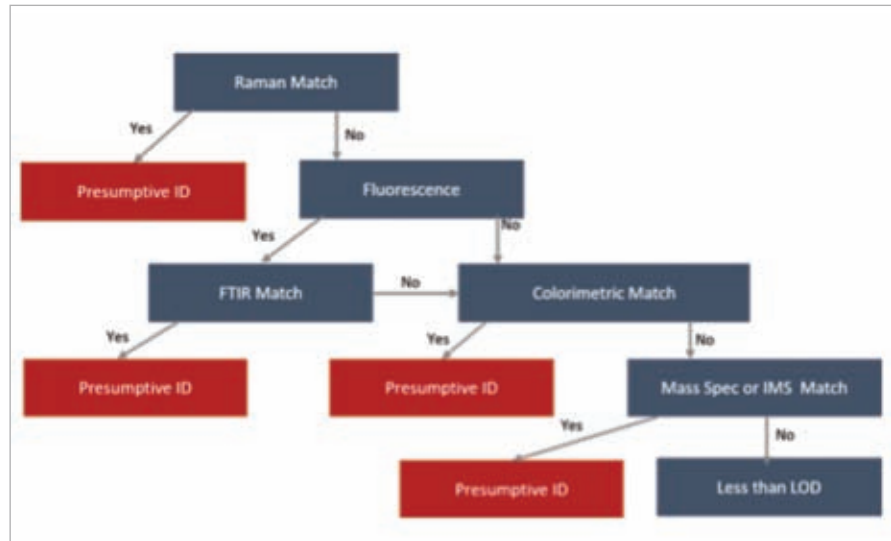 Raman Match
Yes
No
Presumptive ID
Fluorescence
Yes
No
FTIR Match
No
Colorimetric Match
Yes
Yes
No
Presumptive ID
Presumptive ID
Mass Spec or IMS Match
Yes
No
Presumptive ID
Less than LOD